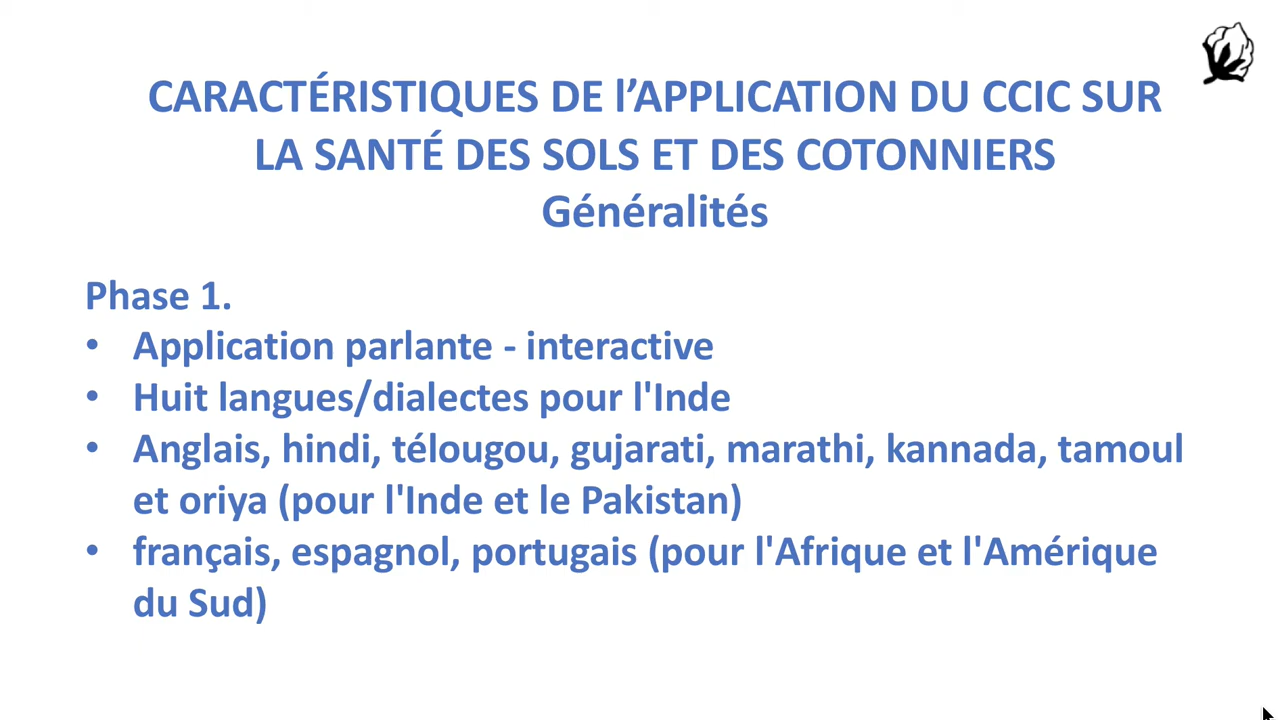 CARACTÉRISTIQUES DE l’APPLICATION DU CCIC SUR
LA SANTÉ DES SOLS ET DES COTONNIERS
Généralités
Phase 1.
• Application parlante - interactive
• Huit langues/dialectes pour l'Inde
• Anglais, hindi, télougou, gujarati, marathi, kannada, tamoul
et oriya (pour l'Inde et le Pakistan)
• français, espagnol, portugais (pour l'Afrique et l'Amérique
du Sud)